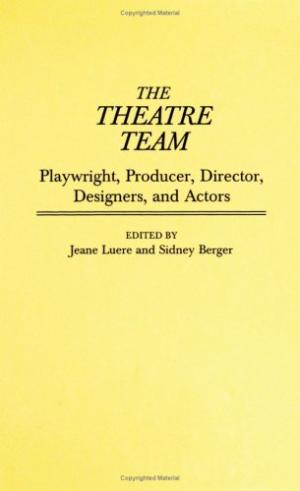 Copyrighted Material
THE
THEATRE
TEAM
Playwright, Producer, Director,
Designers, and Actors
EDITED BY
Jeane Luere and Sidney Berger
Copyrighted Material